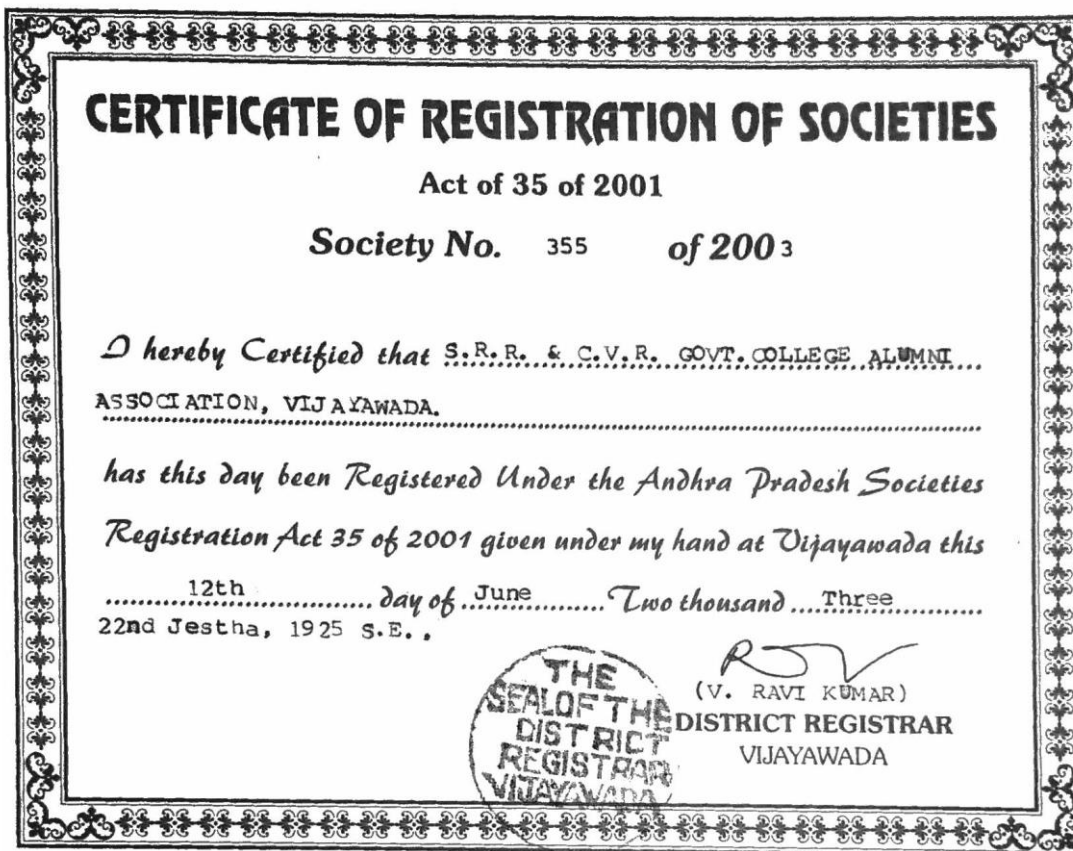 CERTIFICATE OF REGISTRATION OF SOCIETIES
Act of 35 of 2001
Society No. 355 of 2003
I hereby Certified that S.R.R. & C.V.R. GOVT.COLLEGE ALUMNI
ASSOCIATION, VIJAYAWADA.
has this day been Registered Under the Andhra Pradesh Societies
Registration Act 35 of 2001 given under my hand at Vijayawada this
12th day of June Two thousand Three
22nd Jestha, 1925 S.E..
(V. RAVI KUMAR)
DISTRICT REGISTRAR
VIJAYAWADA
THE
SEAL OF THE
DISTRICT
REGISTRAR
VIJAYAWADA